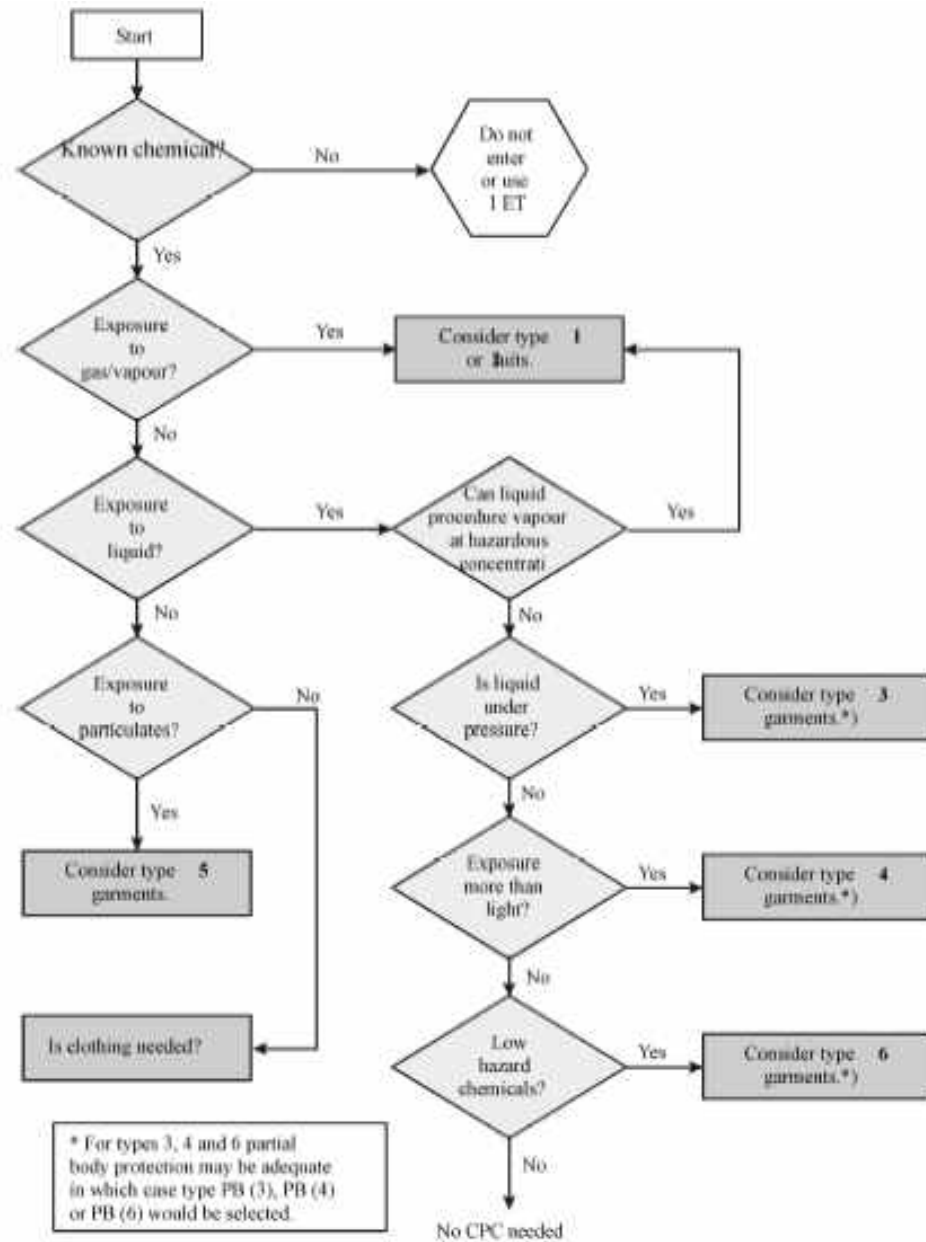 Start
Known chemical?
No
Do not
enter
or use
1 ET
Yes
Exposure
to
gas/vapour?
Yes
Consider type 1
or suits.
No
Exposure
to
liquid?
Yes
Can liquid
procedure vapour
at hazardous
concentrati
Yes
No
No
Exposure
to
particulates?
No
Is liquid
under
pressure?
Yes
Consider type 3
garments.*)
Yes
No
Consider type 5
garments.
Exposure
more than
light?
Yes
Consider type 4
garments.*)
No
Is clothing needed?
Low
hazard
chemicals?
Yes
Consider type 6
garments.*)
* For types 3, 4 and 6 partial
body protection may be adequate
in which case type PB (3), PB (4)
or PB (6) would be selected.
No
No CPC needed